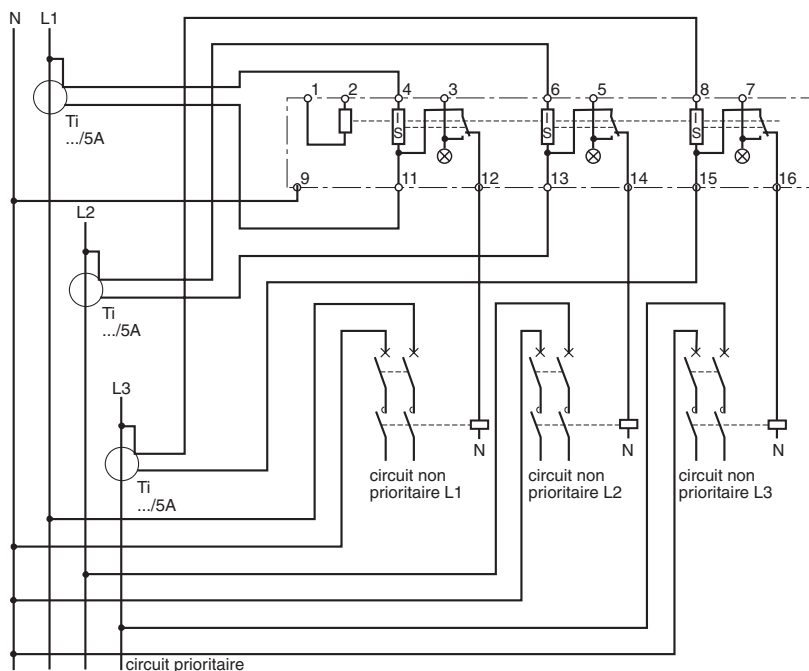 N L1
1 2 4 3 6 5 8 7
I S I S I S
Ti
.../5A
9 11 12 13 14 15 16
L2
Ti
.../5A
L3
N N N
Ti
.../5A
circuit non
prioritaire L1
circuit non
prioritaire L2
circuit non
prioritaire L3
circuit prioritaire